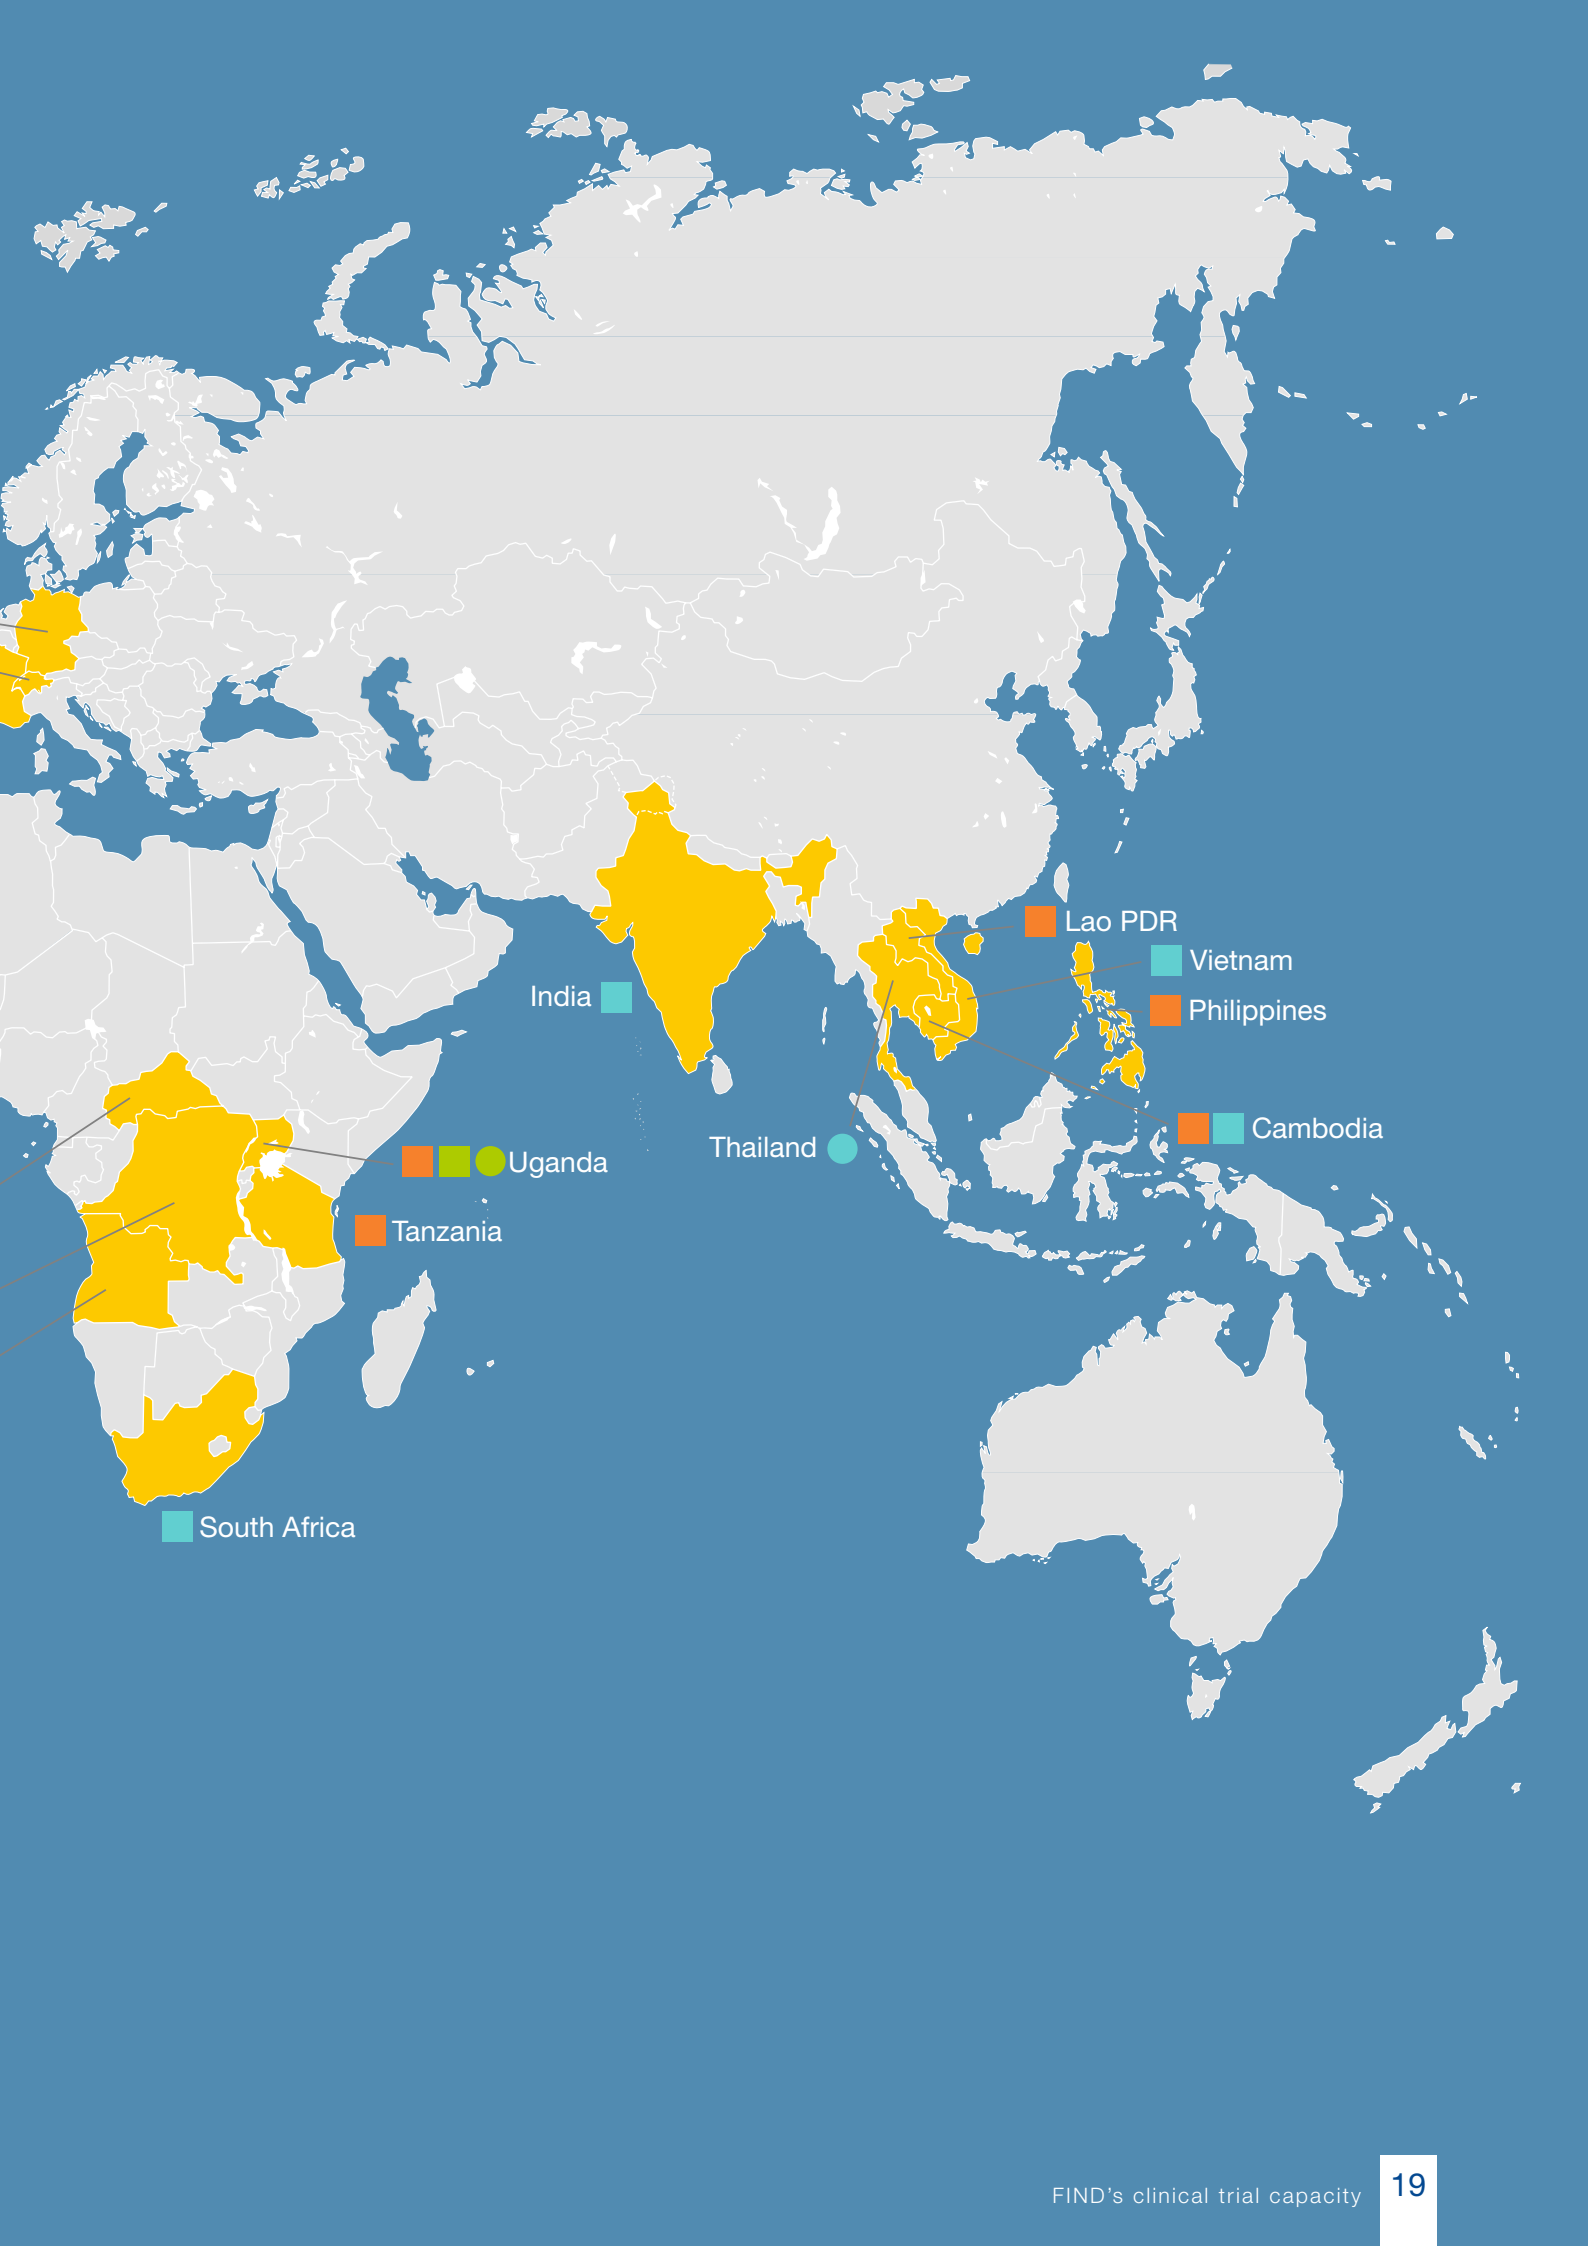 Lao PDR
Vietnam
India
Philippines
Cambodia
Thailand
Uganda
Tanzania
South Africa
FIND's clinical trial capacity
19